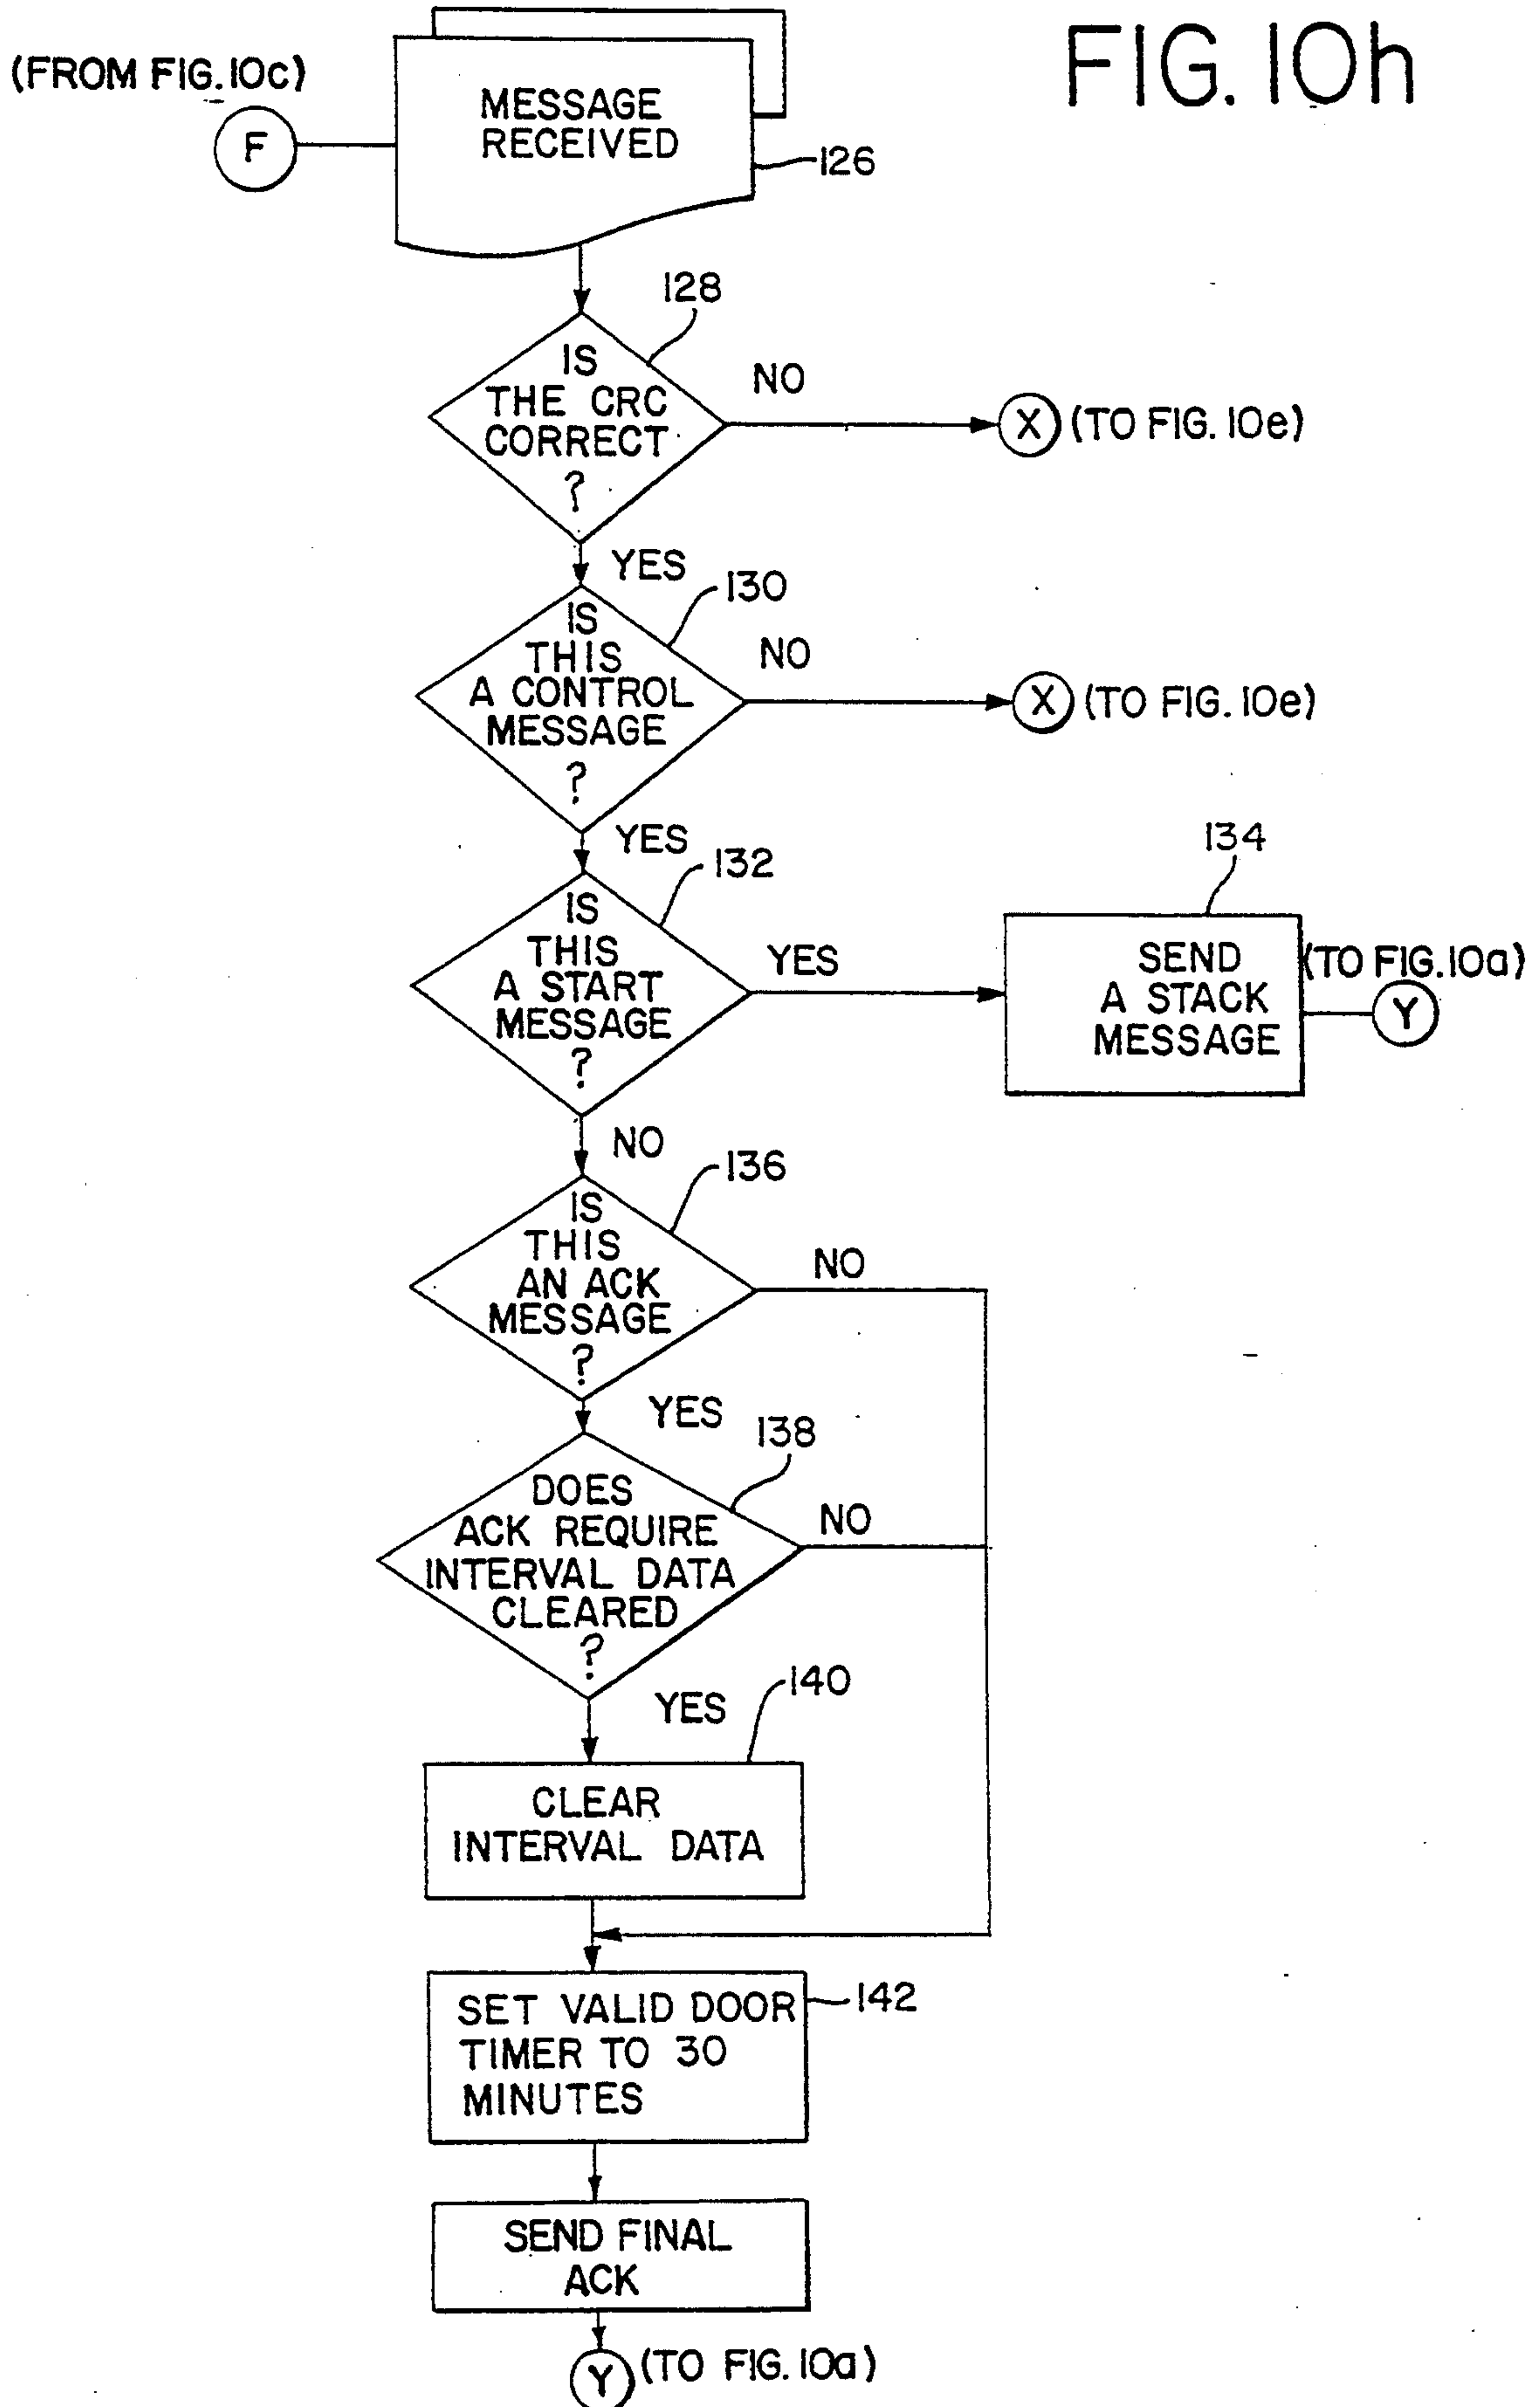 FIG. 10h
(FROM FIG. 10c)
F
MESSAGE
RECEIVED
126
128
IS
THE CRC
CORRECT
?
NO
X (TO FIG. 10e)
YES
130
IS
THIS
A CONTROL
MESSAGE
?
NO
X (TO FIG. 10e)
YES
132
IS
THIS
A START
MESSAGE
?
YES
134
SEND
A STACK
MESSAGE
(TO FIG. 10a)
Y
NO
136
IS
THIS
AN ACK
MESSAGE
?
NO
YES
138
DOES
ACK REQUIRE
INTERVAL DATA
CLEARED
?
NO
YES
140
CLEAR
INTERVAL DATA
SET VALID DOOR
TIMER TO 30
MINUTES
142
SEND FINAL
ACK
Y (TO FIG. 10a)